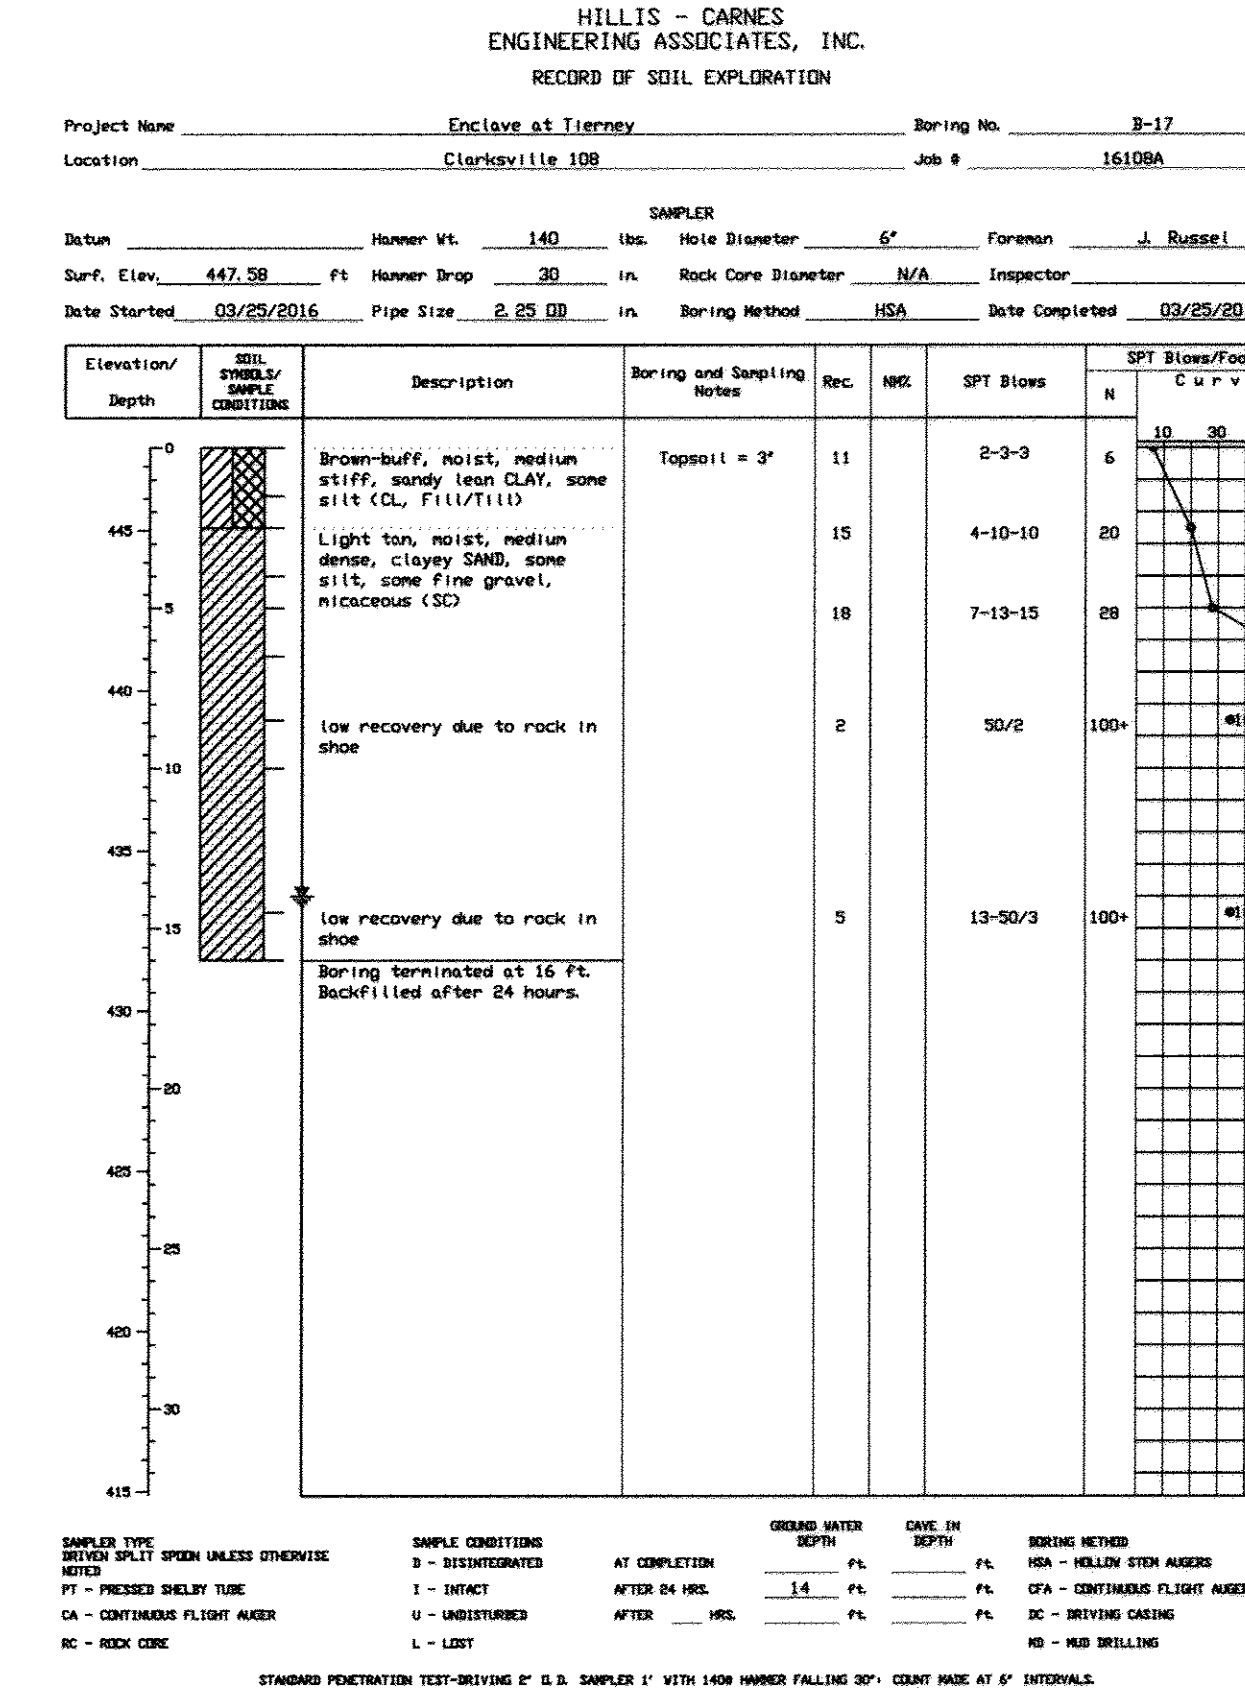 HILLIS - CARNES
ENGINEERING ASSOCIATES, INC.
RECORD OF SOIL EXPLORATION
Project Name Enclave at Tierney Boring No. B-17
Location Clarksville 108 Job # 16108A
SAMPLER
Datum Hammer Wt. 140 lbs. Hole Diameter 6" Foreman J. Russel
Surf. Elev. 447.58 ft Hammer Drop 30 in. Rock Core Diameter N/A Inspector
Date Started 03/25/2016 Pipe Size 2.25 OD in. Boring Method HSA Date Completed 03/25/20
Elevation/
Depth
SOIL
SYMBOLS/
SAMPLE
CONDITIONS
Description
Boring and Sampling
Notes
Rec.
NM%
SPT Blows
SPT Blows/Foo
N
C u r v
10 30
0
Brown-buff, moist, medium
stiff, sandy lean CLAY, some
silt (CL, Fill/Till)
Topsoil = 3" 11 2-3-3 6
445
Light tan, moist, medium
dense, clayey SAND, some
silt, some fine gravel,
micaceous (SC)
15 4-10-10 20
5
18 7-13-15 28
440
low recovery due to rock in
shoe
2 50/2 100+
10
435
low recovery due to rock in
shoe
5 13-50/3 100+
15
Boring terminated at 16 ft.
Backfilled after 24 hours.
430
20
425
25
420
30
415
SAMPLER TYPE
DRIVEN SPLIT SPOON UNLESS OTHERWISE
NOTED
PT - PRESSED SHELBY TUBE
CA - CONTINUOUS FLIGHT AUGER
RC - ROCK CORE
SAMPLE CONDITIONS
D - DISINTEGRATED
I - INTACT
U - UNDISTURBED
L - LOST
GROUND WATER
DEPTH
CAVE IN
DEPTH
AT COMPLETION ft. ft.
AFTER 24 HRS. 14 ft. ft.
AFTER HRS. ft. ft.
BORING METHOD
HSA - HOLLOW STEM AUGERS
CFA - CONTINUOUS FLIGHT AUGER
DC - DRIVING CASING
MD - MUD DRILLING
STANDARD PENETRATION TEST-DRIVING 2" O.D. SAMPLER 1' WITH 140# HAMMER FALLING 30"; COUNT MADE AT 6" INTERVALS.